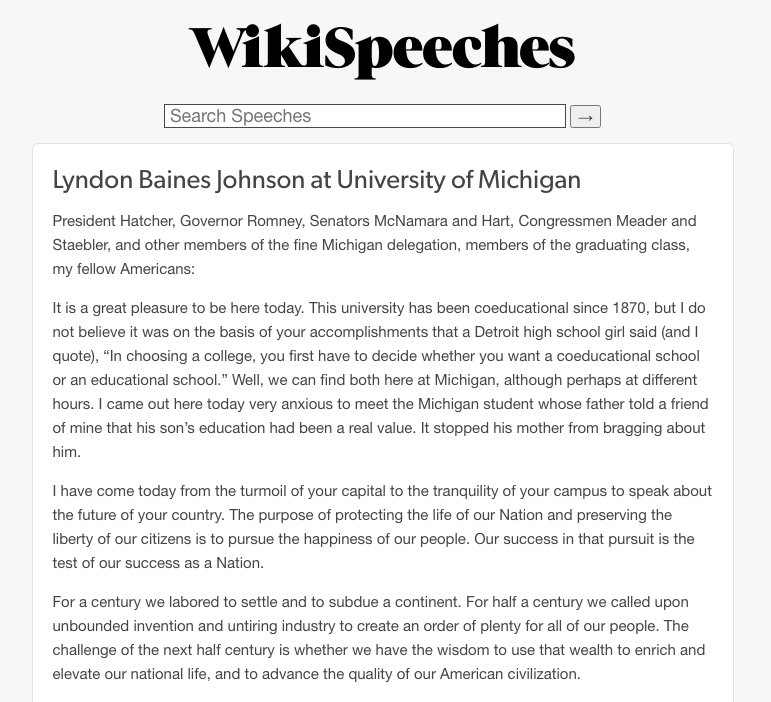 WikiSpeeches
Search Speeches
→
Lyndon Baines Johnson at University of Michigan
President Hatcher, Governor Romney, Senators McNamara and Hart, Congressmen Meader and
Staebler, and other members of the fine Michigan delegation, members of the graduating class,
my fellow Americans:
It is a great pleasure to be here today. This university has been coeducational since 1870, but I do
not believe it was on the basis of your accomplishments that a Detroit high school girl said (and I
quote), “In choosing a college, you first have to decide whether you want a coeducational school
or an educational school.” Well, we can find both here at Michigan, although perhaps at different
hours. I came out here today very anxious to meet the Michigan student whose father told a friend
of mine that his son’s education had been a real value. It stopped his mother from bragging about
him.
I have come today from the turmoil of your capital to the tranquility of your campus to speak about
the future of your country. The purpose of protecting the life of our Nation and preserving the
liberty of our citizens is to pursue the happiness of our people. Our success in that pursuit is the
test of our success as a Nation.
For a century we labored to settle and to subdue a continent. For half a century we called upon
unbounded invention and untiring industry to create an order of plenty for all of our people. The
challenge of the next half century is whether we have the wisdom to use that wealth to enrich and
elevate our national life, and to advance the quality of our American civilization.